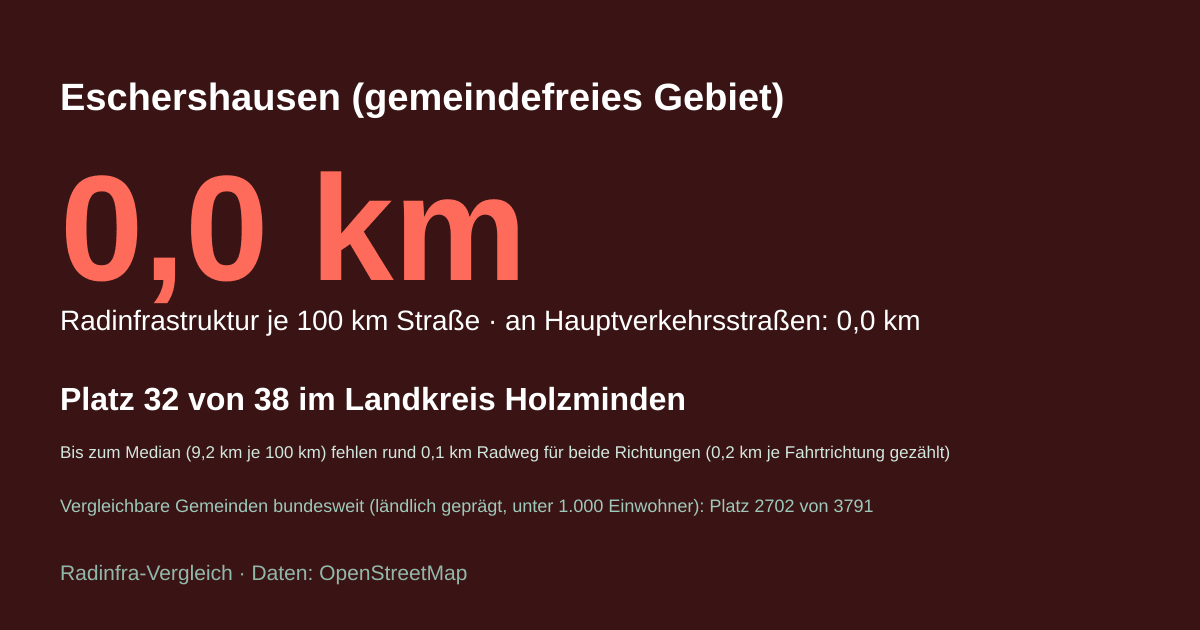 Eschershausen (gemeindefreies Gebiet)
0,0 km
Radinfrastruktur je 100 km Straße · an Hauptverkehrsstraßen: 0,0 km
Platz 32 von 38 im Landkreis Holzminden
Bis zum Median (9,2 km je 100 km) fehlen rund 0,1 km Radweg für beide Richtungen (0,2 km je Fahrtrichtung gezählt)
Vergleichbare Gemeinden bundesweit (ländlich geprägt, unter 1.000 Einwohner): Platz 2702 von 3791
Radinfra-Vergleich · Daten: OpenStreetMap